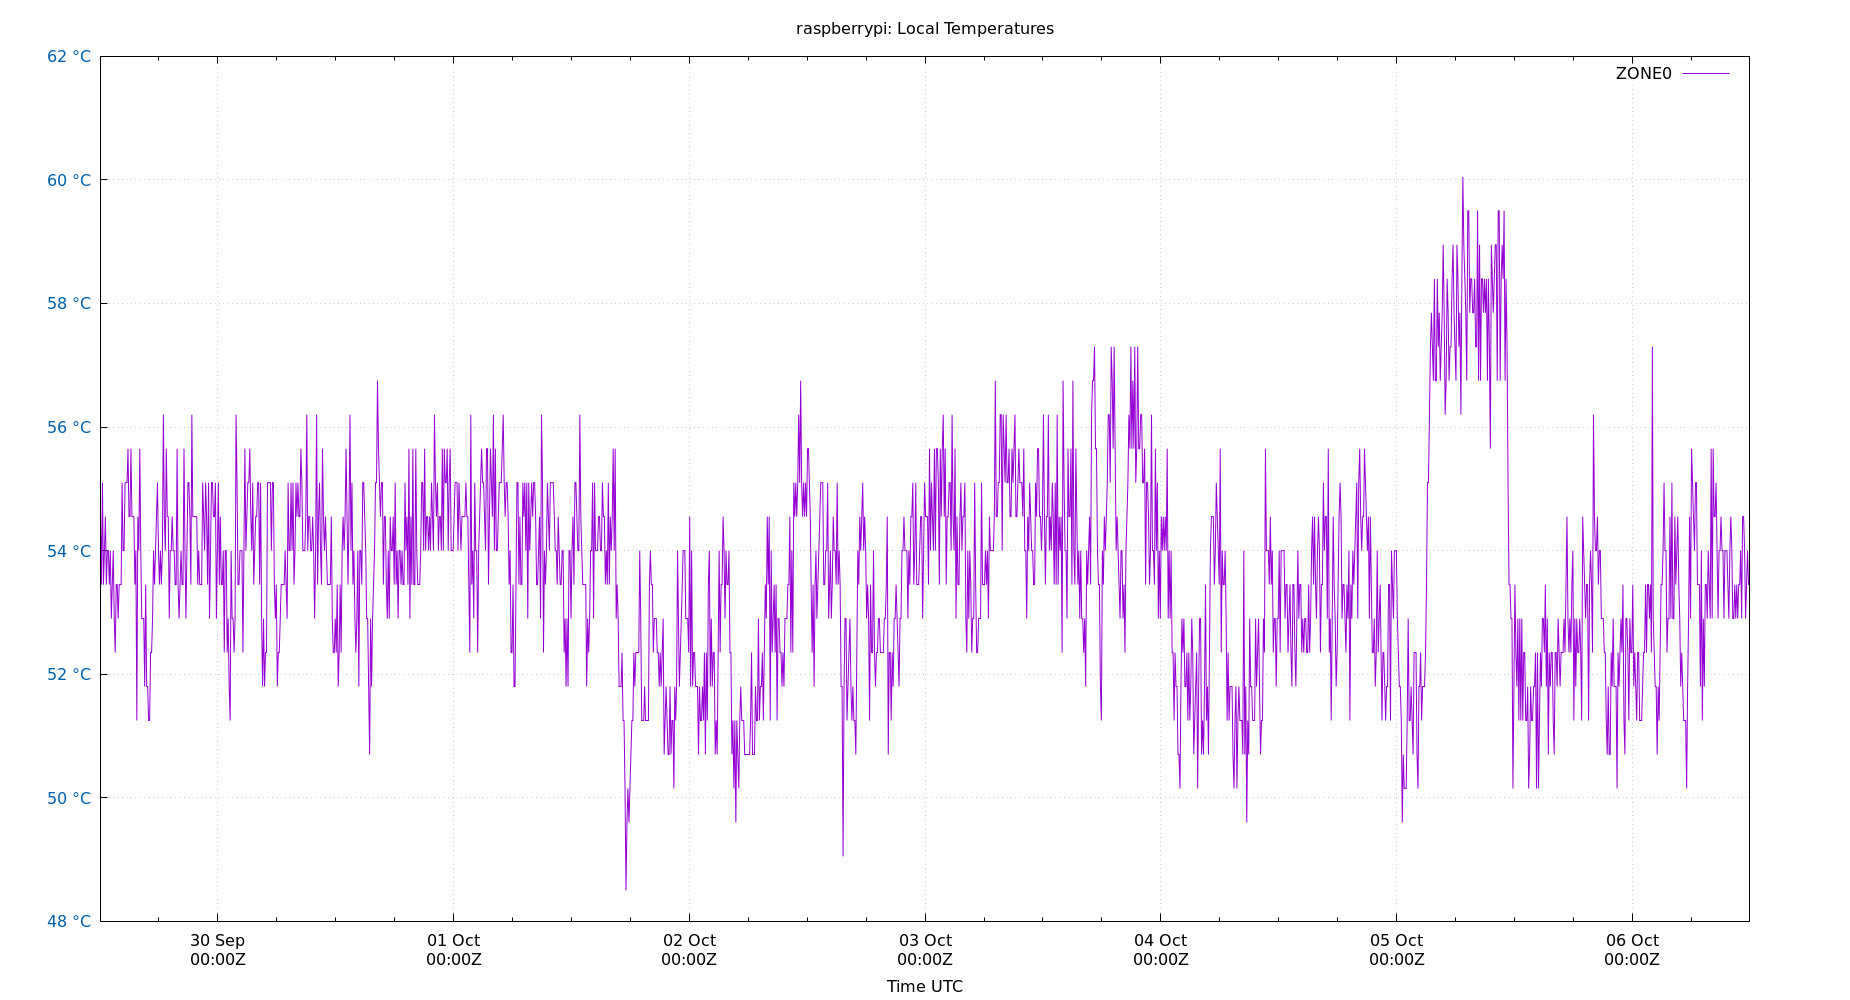 raspberrypi: Local Temperatures
62 °C
ZONE0
60 °C
58 °C
56 °C
54 °C
52 °C
50 °C
48 °C
30 Sep 01 Oct 02 Oct 03 Oct 04 Oct 05 Oct 06 Oct
00:00Z 00:00Z 00:00Z 00:00Z 00:00Z 00:00Z 00:00Z
Time UTC